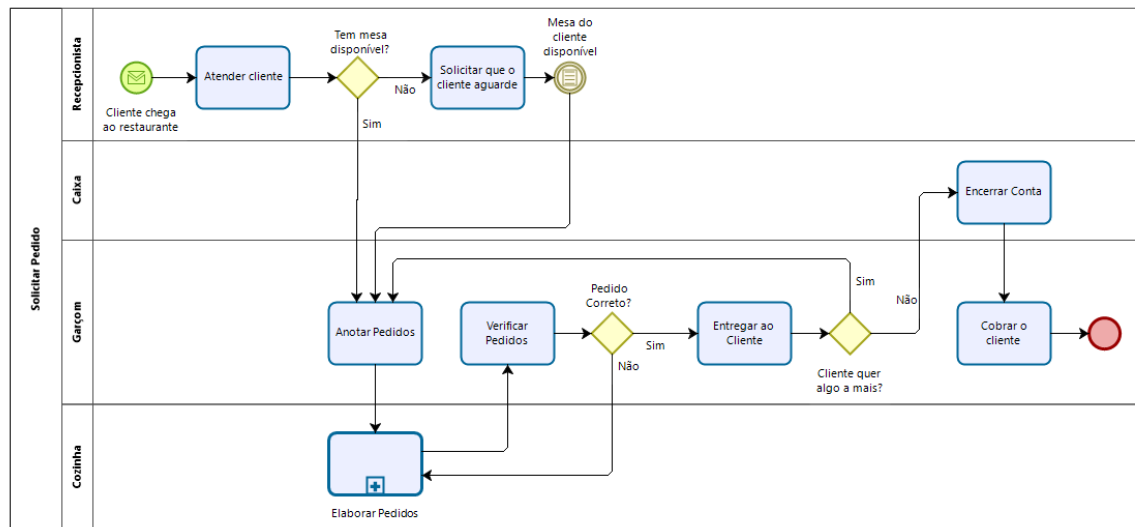 Solicitar Pedido
Recepcionista
Cliente chega
ao restaurante
Atender cliente
Tem mesa
disponível?
Não
Sim
Solicitar que o
cliente aguarde
Mesa do
cliente
disponível
Caixa
Encerrar Conta
Garçom
Anotar Pedidos
Verificar
Pedidos
Pedido
Correto?
Sim
Não
Entregar ao
Cliente
Sim
Não
Cliente quer
algo a mais?
Cobrar o
cliente
Cozinha
Elaborar Pedidos